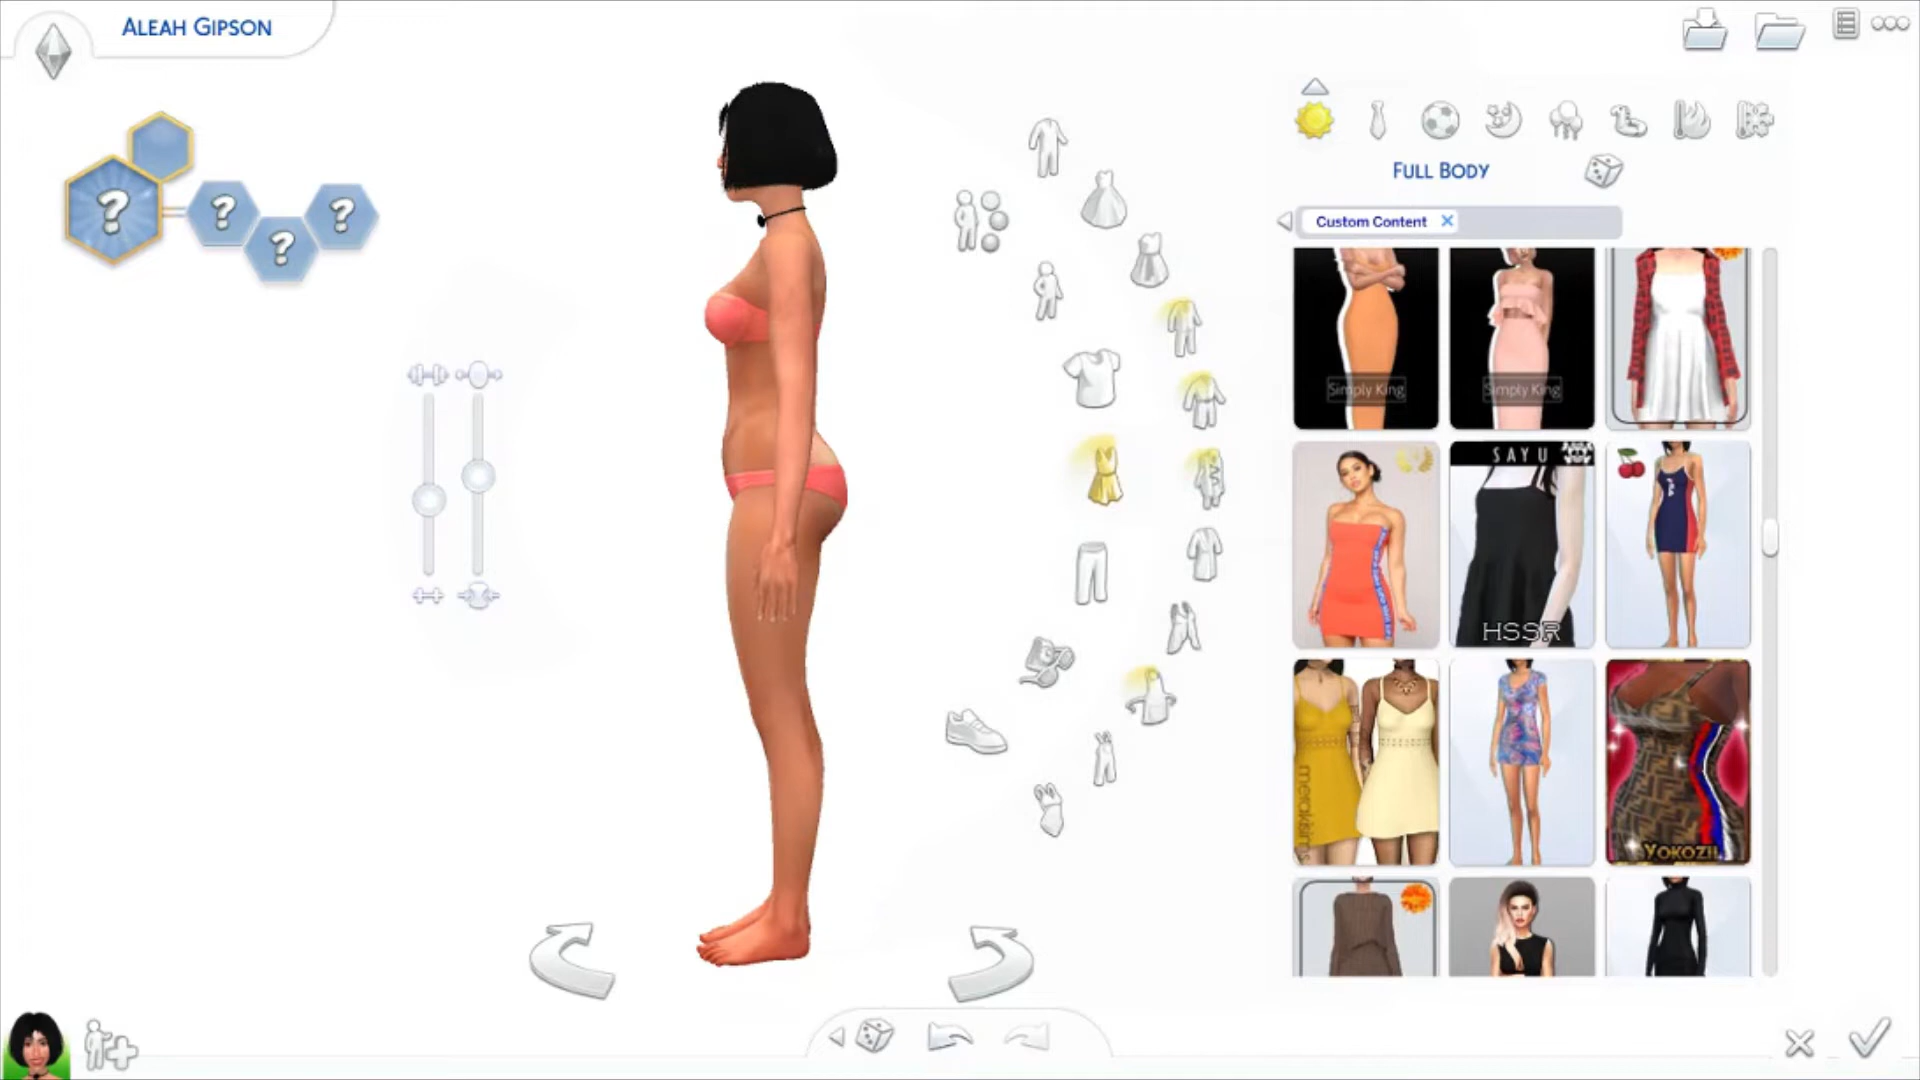 ALEAH GIPSON
?
?
?
?
FULL BODY
Custom Content ✕
Simply King
Simply King
SAYU
HSSR
merakisims
YOKOZII